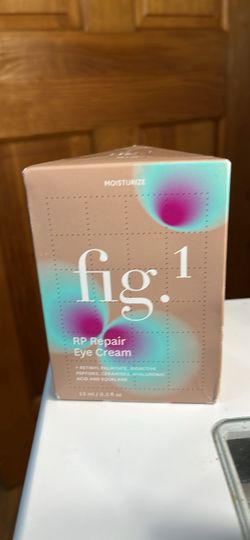 MOISTURIZE
fig.1
RP Repair
Eye Cream
+ RETINYL PALMITATE, BIOACTIVE
PEPTIDES, CERAMIDES, HYALURONIC
ACID AND SQUALANE
15 ml / 0.5 fl oz